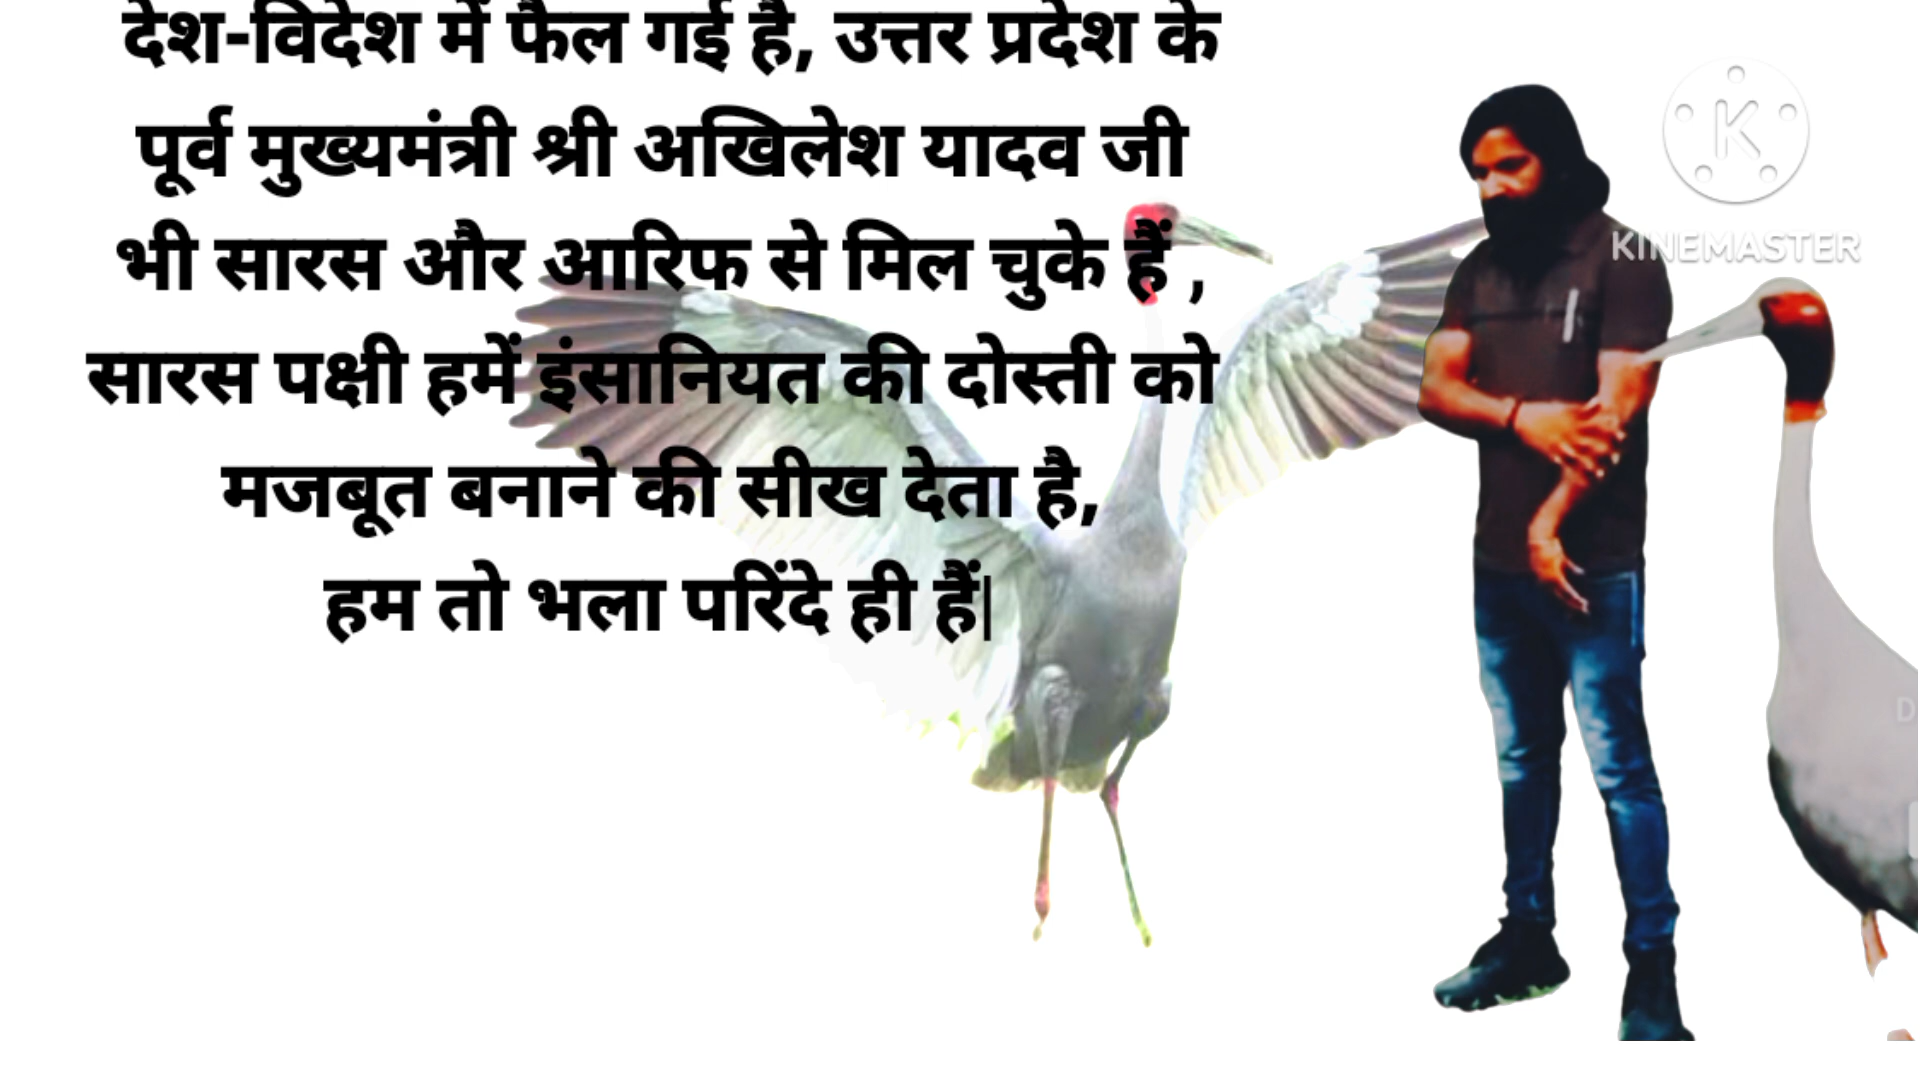 देश-विदेश में फैल गई है, उत्तर प्रदेश के
पूर्व मुख्यमंत्री श्री अखिलेश यादव जी
भी सारस और आरिफ से मिल चुके हैं ,
सारस पक्षी हमें इंसानियत की दोस्ती को
मजबूत बनाने की सीख देता है,
हम तो भला परिंदे ही हैं|
K
KINEMASTER
D